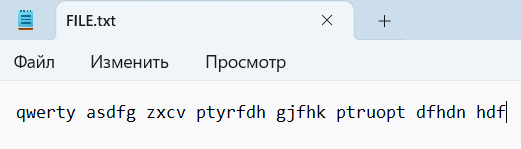 FILE.txt
Файл Изменить Просмотр
qwerty asdfg zxcv ptyrfdh gjfhk ptruopt dfhdn hdf